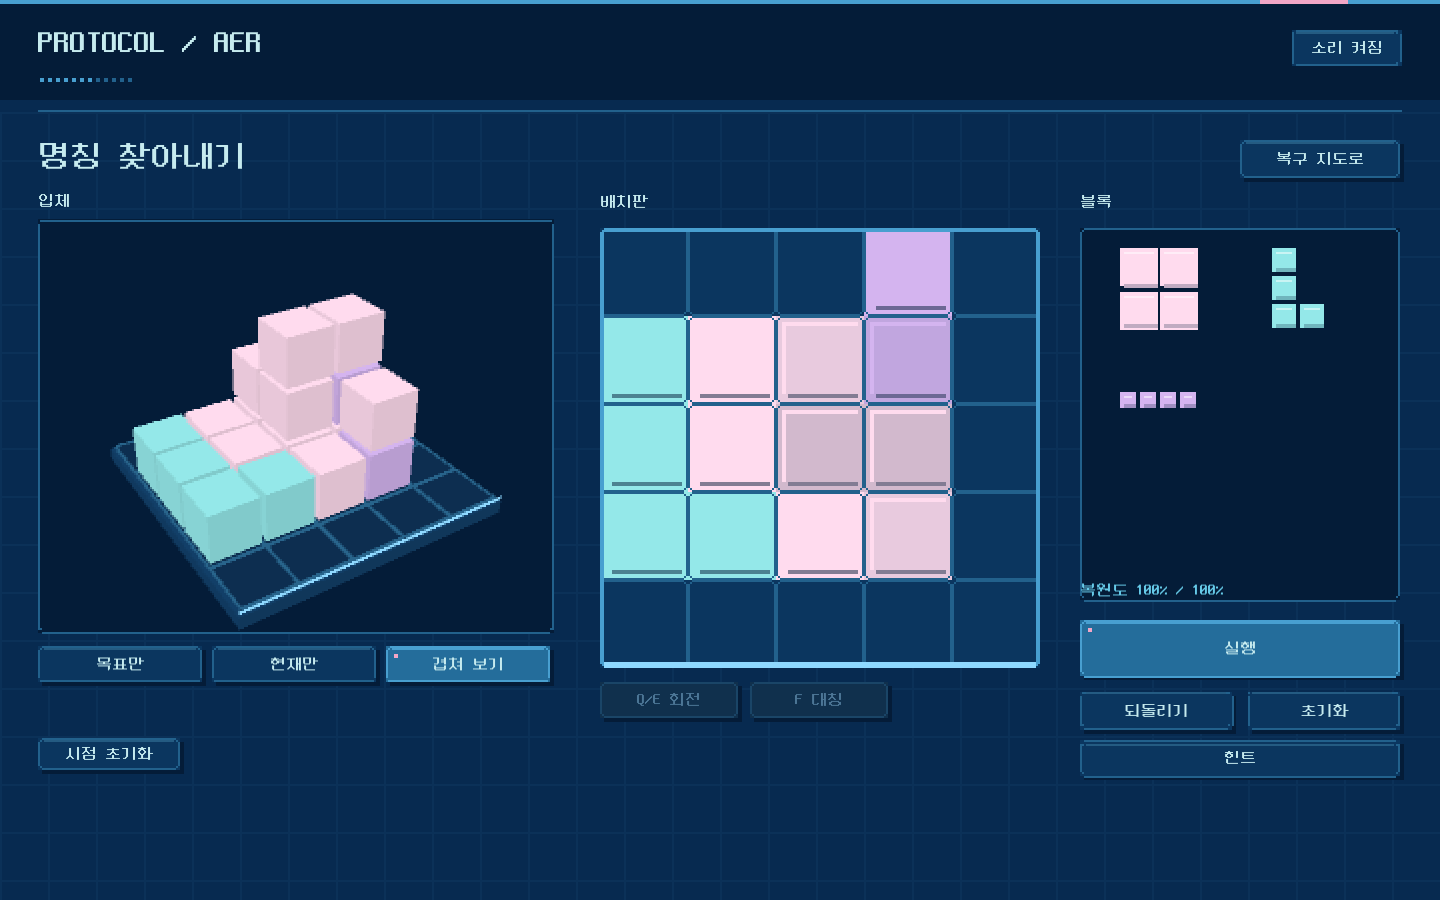 PROTOCOL / AER
소리 켜짐
명칭 찾아내기
복구 지도로
입체
배치판
블록
복원도 100% / 100%
목표만
현재만
겹쳐 보기
실행
Q/E 회전
F 대칭
되돌리기
초기화
시점 초기화
힌트